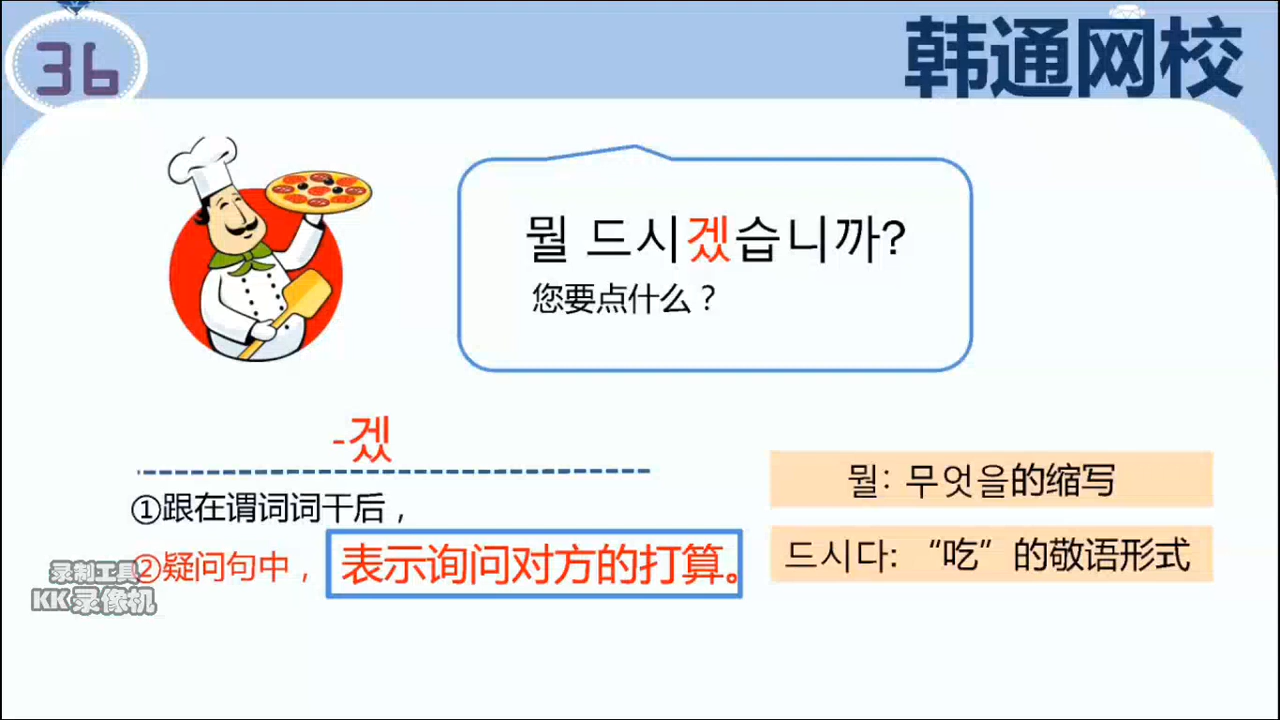 36
韩通网校
뭘 드시겠습니까?
您要点什么？
-겠
①跟在谓词词干后，
②疑问句中，表示询问对方的打算。
뭘: 무엇을的缩写
드시다: “吃”的敬语形式
录制工具
KK录像机